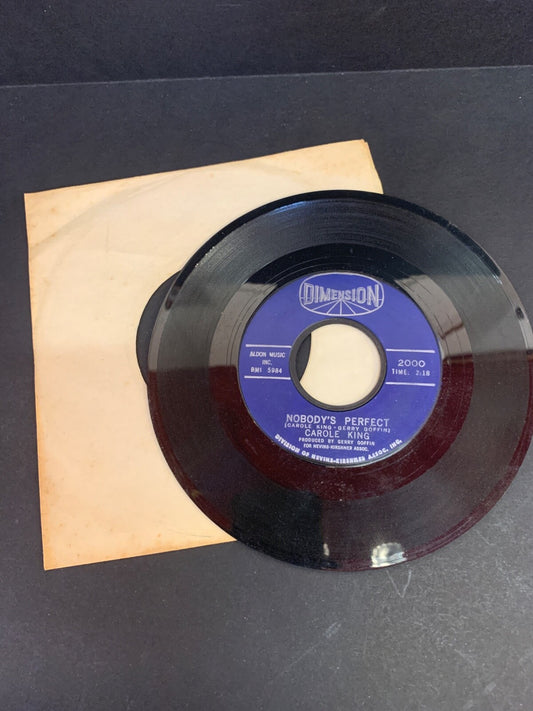 DIMENSION
ALDON MUSIC
INC.
BMI 5984
2000
TIME: 2:18
NOBODY'S PERFECT
(CAROLE KING - GERRY GOFFIN)
CAROLE KING
PRODUCED BY GERRY GOFFIN
FOR NEVINS-KIRSHNER ASSOC.
DIVISION OF NEVINS-KIRSHNER ASSOC, INC.